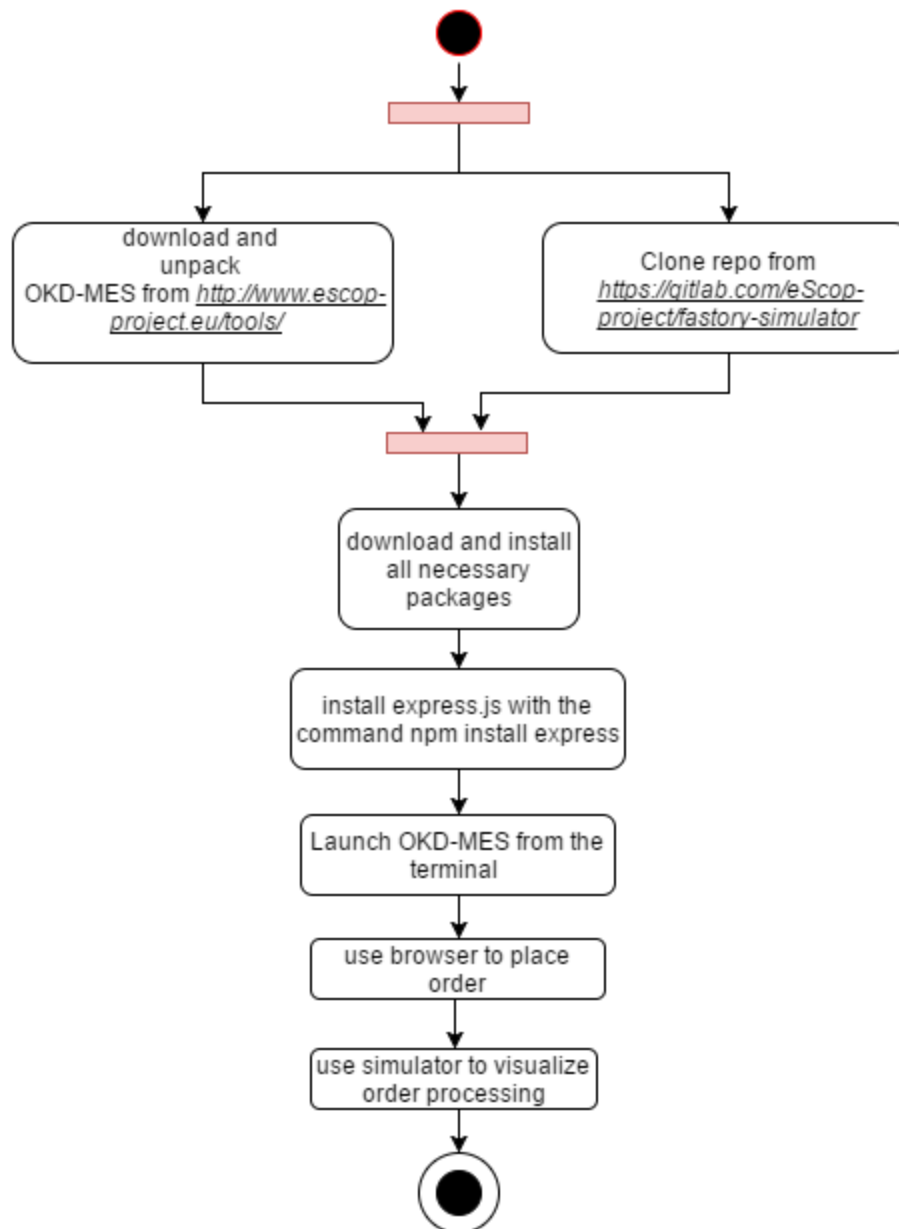 download and
unpack
OKD-MES from http://www.escop-
project.eu/tools/
Clone repo from
https://gitlab.com/eScop-
project/fastory-simulator
download and install
all necessary
packages
install express.js with the
command npm install express
Launch OKD-MES from the
terminal
use browser to place
order
use simulator to visualize
order processing